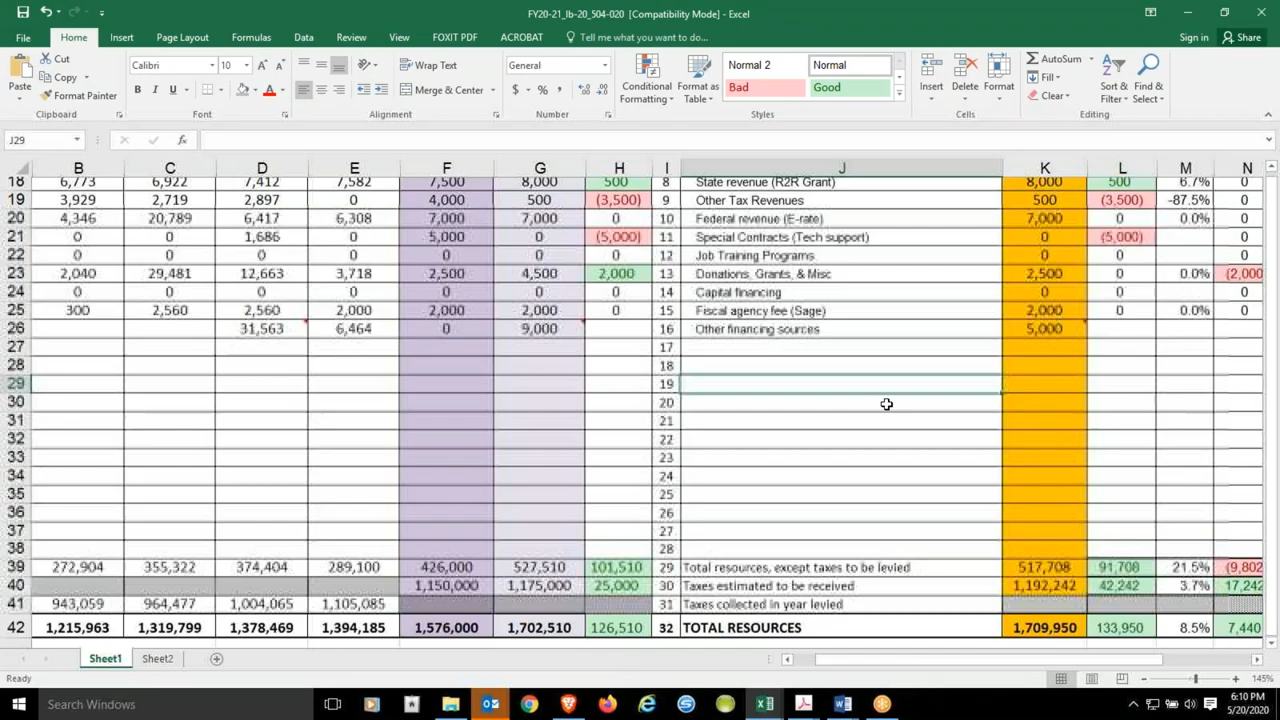 FY20-21_lb-20_504-020 [Compatibility Mode] - Excel
File Home Insert Page Layout Formulas Data Review View FOXIT PDF ACROBAT Tell me what you want to do... Sign in Share
Cut Calibri 10 Wrap Text General Normal 2 Normal AutoSum
Copy Bad Good Fill
Paste Format Painter B I U A Merge & Center $ % Conditional Formatting Format as Table Insert Delete Format Clear Sort & Filter Find & Select
Clipboard Font Alignment Number Styles Cells Editing
J29 fx
B C D E F G H I J K L M N
18 6,773 6,922 7,412 7,582 7,500 8,000 500 8 State revenue (R2R Grant) 8,000 500 6.7% 0
19 3,929 2,719 2,897 0 4,000 500 (3,500) 9 Other Tax Revenues 500 (3,500) -87.5% 0
20 4,346 20,789 6,417 6,308 7,000 7,000 0 10 Federal revenue (E-rate) 7,000 0 0.0% 0
21 0 0 1,686 0 5,000 0 (5,000) 11 Special Contracts (Tech support) 0 (5,000) 0
22 0 0 0 0 0 0 0 12 Job Training Programs 0 0 0
23 2,040 29,481 12,663 3,718 2,500 4,500 2,000 13 Donations, Grants, & Misc 2,500 0 0.0% (2,000
24 0 0 0 0 0 0 0 14 Capital financing 0 0 0
25 300 2,560 2,560 2,000 2,000 2,000 0 15 Fiscal agency fee (Sage) 2,000 0 0.0% 0
26 31,563 6,464 0 9,000 16 Other financing sources 5,000
27 17
28 18
29 19
30 20
31 21
32 22
33 23
34 24
35 25
36 26
37 27
38 28
39 272,904 355,322 374,404 289,100 426,000 527,510 101,510 29 Total resources, except taxes to be levied 517,708 91,708 21.5% (9,802
40 1,150,000 1,175,000 25,000 30 Taxes estimated to be received 1,192,242 42,242 3.7% 17,242
41 943,059 964,477 1,004,065 1,105,085 31 Taxes collected in year levied
42 1,215,963 1,319,799 1,378,469 1,394,185 1,576,000 1,702,510 126,510 32 TOTAL RESOURCES 1,709,950 133,950 8.5% 7,440
Sheet1 Sheet2
Ready 145%
Search Windows 6:10 PM
5/20/2020